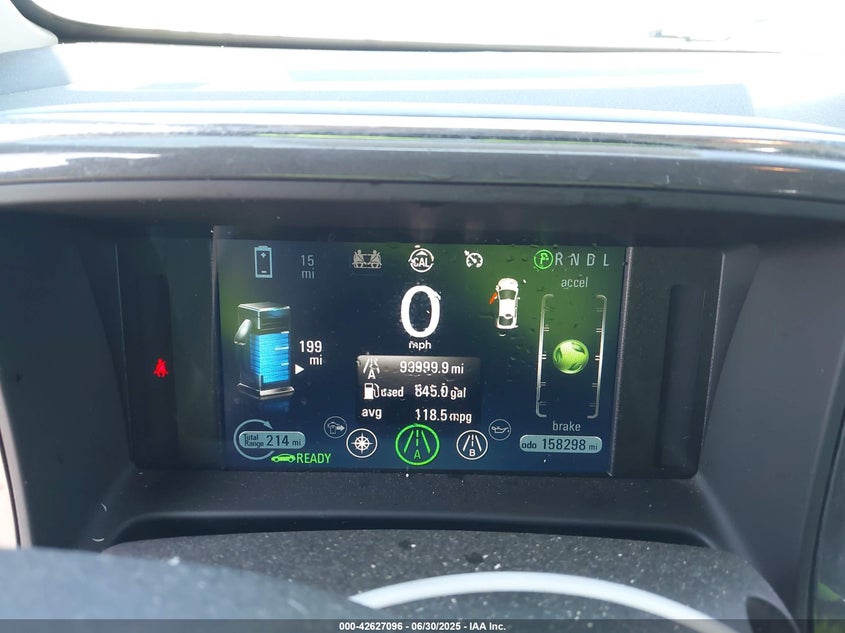 15
mi
CAL
P R N D L
accel
0
mph
199
mi
A
99999.9 mi
used 845.0 gal
avg 118.5 mpg
brake
Total
Range 214 mi
A
B
odo 158298 mi
READY
000-42627096 - 06/30/2025 - IAA Inc.